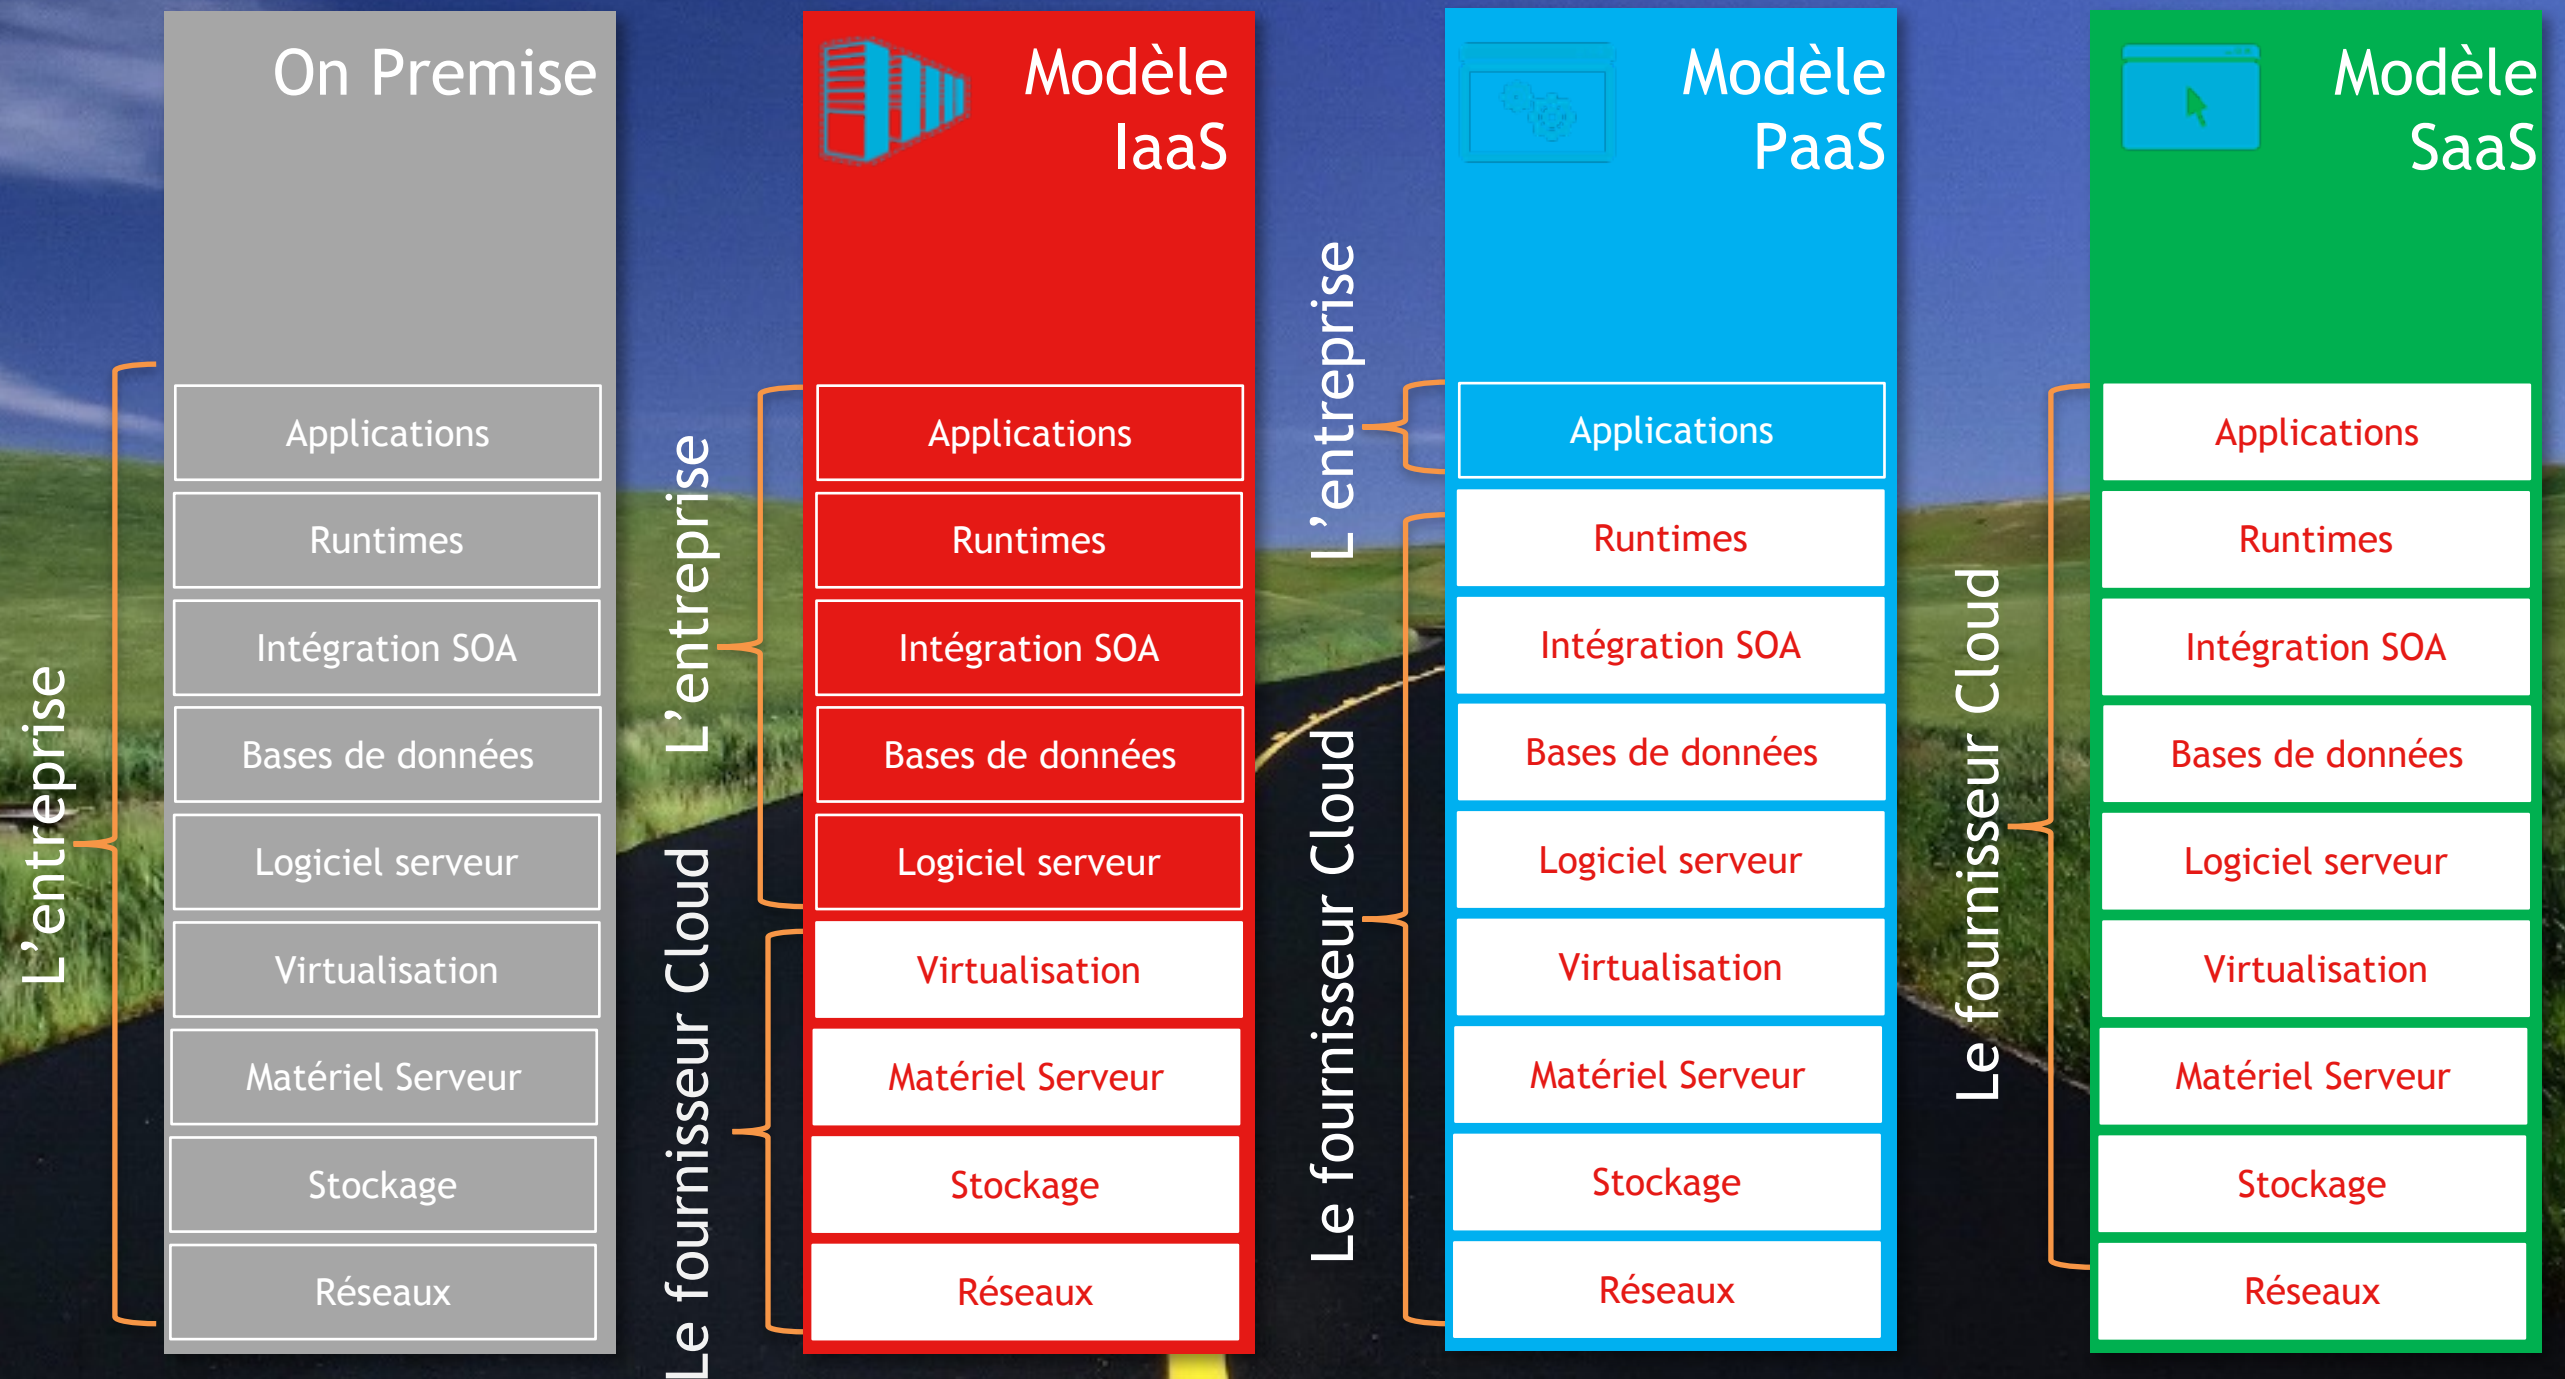 On Premise
L'entreprise
Applications
Runtimes
Intégration SOA
Bases de données
Logiciel serveur
Virtualisation
Matériel Serveur
Stockage
Réseaux
Modèle
IaaS
L'entreprise
Le fournisseur Cloud
Applications
Runtimes
Intégration SOA
Bases de données
Logiciel serveur
Virtualisation
Matériel Serveur
Stockage
Réseaux
Modèle
PaaS
L'entreprise
Le fournisseur Cloud
Applications
Runtimes
Intégration SOA
Bases de données
Logiciel serveur
Virtualisation
Matériel Serveur
Stockage
Réseaux
Modèle
SaaS
Le fournisseur Cloud
Applications
Runtimes
Intégration SOA
Bases de données
Logiciel serveur
Virtualisation
Matériel Serveur
Stockage
Réseaux